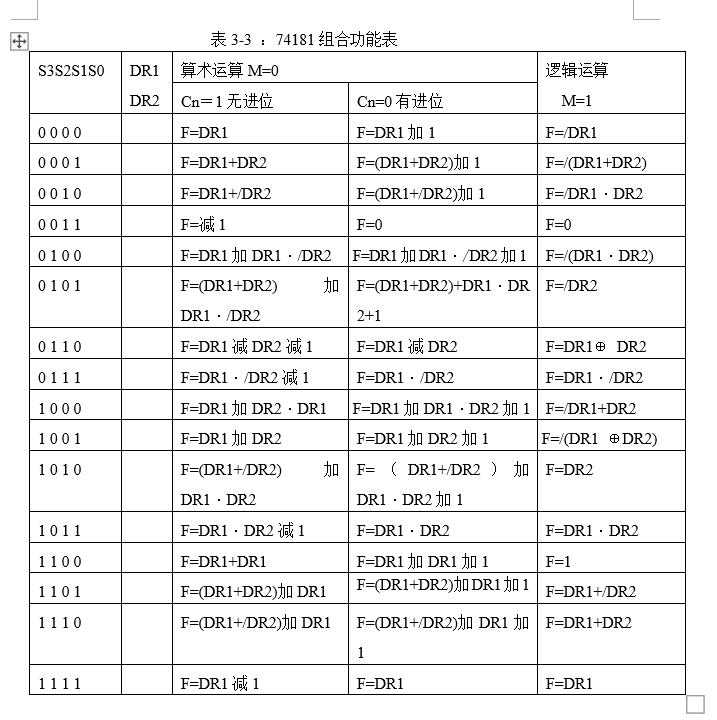 表 3-3 ：74181 组合功能表
S3S2S1S0 DR1 算术运算 M=0 逻辑运算
DR2 Cn＝1 无进位 Cn=0 有进位 M=1
0 0 0 0 F=DR1 F=DR1 加 1 F=/DR1
0 0 0 1 F=DR1+DR2 F=(DR1+DR2)加 1 F=/(DR1+DR2)
0 0 1 0 F=DR1+/DR2 F=(DR1+/DR2)加 1 F=/DR1·DR2
0 0 1 1 F=减 1 F=0 F=0
0 1 0 0 F=DR1 加 DR1·/DR2 F=DR1 加 DR1·/DR2 加 1 F=/(DR1·DR2)
0 1 0 1 F=(DR1+DR2) 加 F=(DR1+DR2)+DR1·DR F=/DR2
DR1·/DR2 2+1
0 1 1 0 F=DR1 减 DR2 减 1 F=DR1 减 DR2 F=DR1⊕ DR2
0 1 1 1 F=DR1·/DR2 减 1 F=DR1·/DR2 F=DR1·/DR2
1 0 0 0 F=DR1 加 DR2·DR1 F=DR1 加 DR1·DR2 加 1 F=/DR1+DR2
1 0 0 1 F=DR1 加 DR2 F=DR1 加 DR2 加 1 F=/(DR1 ⊕DR2)
1 0 1 0 F=(DR1+/DR2) 加 F=（DR1+/DR2）加 F=DR2
DR1·DR2 DR1·DR2 加 1
1 0 1 1 F=DR1·DR2 减 1 F=DR1·DR2 F=DR1·DR2
1 1 0 0 F=DR1+DR1 F=DR1 加 DR1 加 1 F=1
1 1 0 1 F=(DR1+DR2)加 DR1 F=(DR1+DR2)加 DR1 加 1 F=DR1+/DR2
1 1 1 0 F=(DR1+/DR2)加 DR1 F=(DR1+/DR2)加 DR1 加 F=DR1+DR2
1
1 1 1 1 F=DR1 减 1 F=DR1 F=DR1